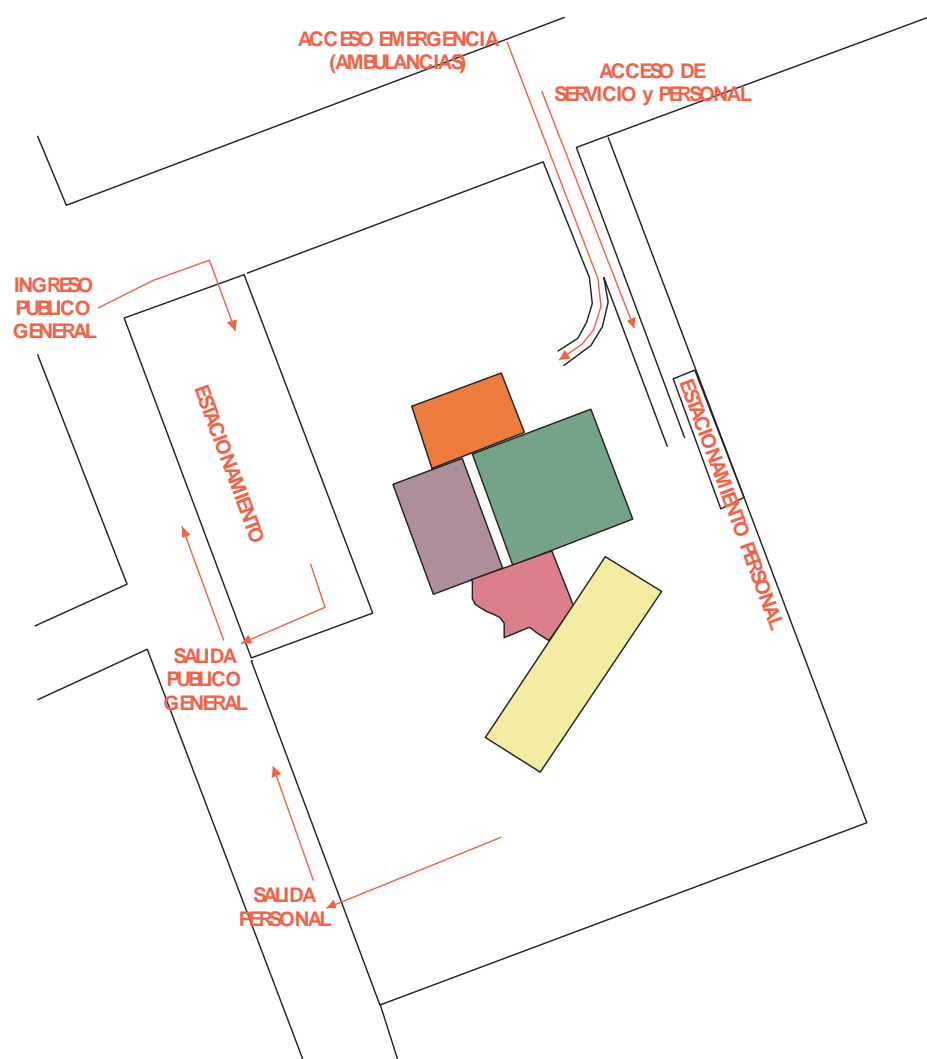 ACCESO EMERGENCIA
(AMBULANCIAS)
ACCESO DE
SERVICIO y PERSONAL
INGRESO
PUBLICO
GENERAL
ESTACIONAMIENTO
ESTACIONAMIENTO PERSONAL
SALIDA
PUBLICO
GENERAL
SALIDA
PERSONAL